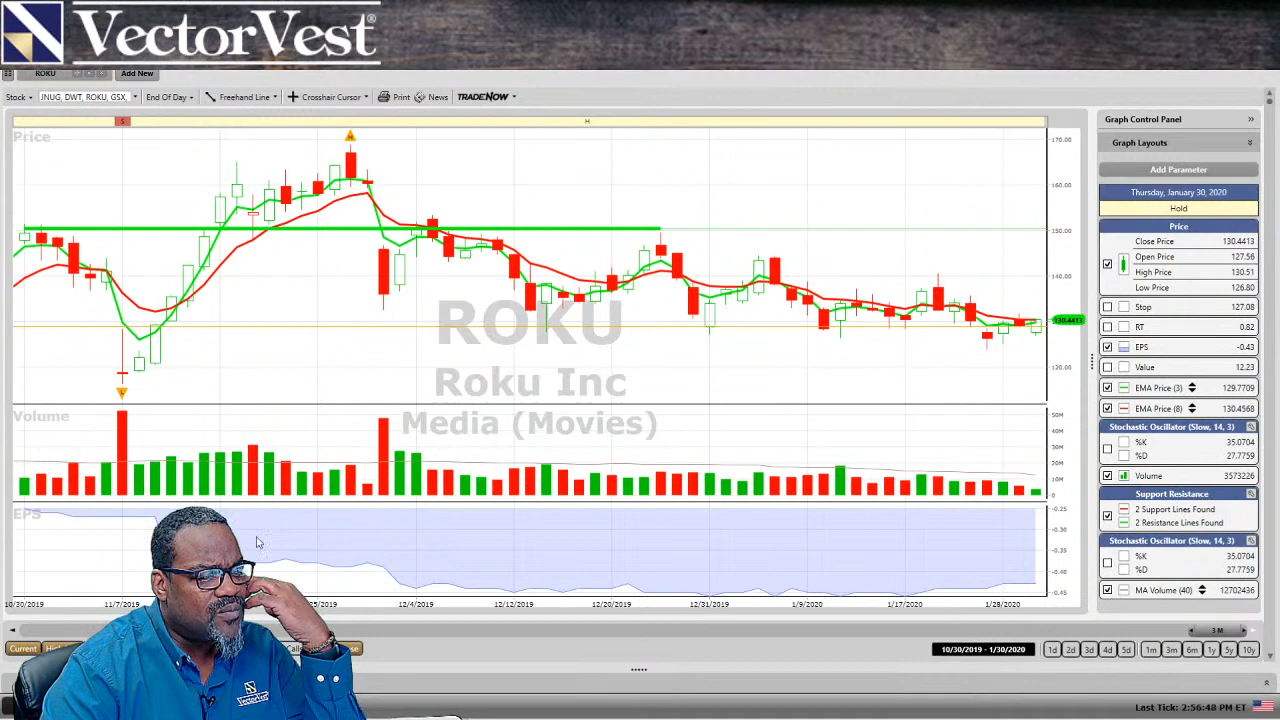 VectorVest®
ROKU
Add New
Stock
JNUG, DWT, ROKU, GSX,
End Of Day
Freehand Line
Crosshair Cursor
Print
News
TRADENOW
Graph Control Panel
Graph Layouts
Add Parameter
Thursday, January 30, 2020
Hold
Price
Close Price 130.4413
Open Price 127.56
High Price 130.51
Low Price 126.80
Stop 127.08
RT 0.82
EPS -0.43
Value 12.23
EMA Price (3) 129.7709
EMA Price (8) 130.4568
Stochastic Oscillator (Slow, 14, 3)
%K 35.0704
%D 27.7759
Volume 3573226
Support Resistance
2 Support Lines Found
2 Resistance Lines Found
Stochastic Oscillator (Slow, 14, 3)
%K 35.0704
%D 27.7759
MA Volume (40) 12702436
S
H
Price
H
L
170.00
160.00
150.00
140.00
130.4413
120.00
ROKU
Roku Inc
Media (Movies)
Volume
50M
40M
30M
20M
10M
0
EPS
-0.25
-0.30
-0.35
-0.40
-0.45
10/30/2019
11/7/2019
12/4/2019
12/12/2019
12/20/2019
12/31/2019
1/9/2020
1/17/2020
1/28/2020
3 M
Current
10/30/2019 - 1/30/2020
1d 2d 3d 4d 5d
1m 3m 6m 1y 5y 10y
VectorVest
Last Tick: 2:56:48 PM ET